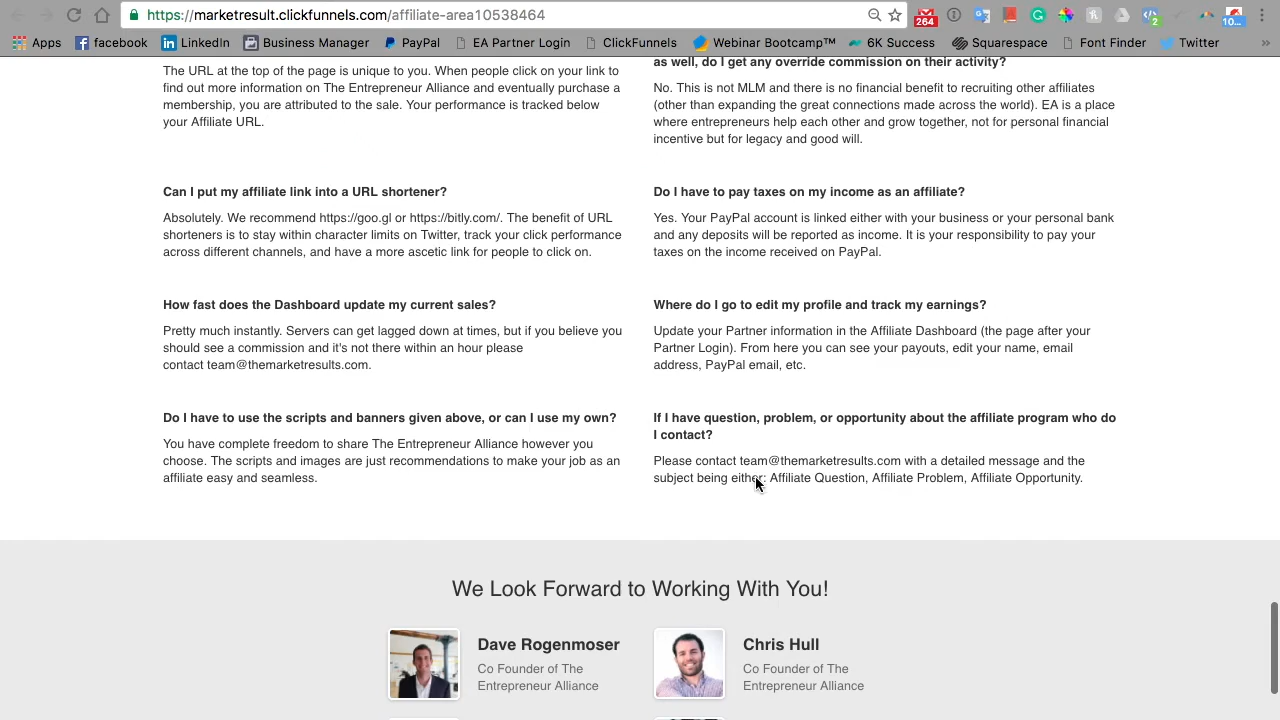 https://marketresult.clickfunnels.com/affiliate-area10538464
264
10...
Apps facebook LinkedIn Business Manager PayPal EA Partner Login ClickFunnels Webinar Bootcamp™ 6K Success Squarespace Font Finder Twitter »
The URL at the top of the page is unique to you. When people click on your link to
find out more information on The Entrepreneur Alliance and eventually purchase a
membership, you are attributed to the sale. Your performance is tracked below
your Affiliate URL.
as well, do I get any override commission on their activity?
No. This is not MLM and there is no financial benefit to recruiting other affiliates
(other than expanding the great connections made across the world). EA is a place
where entrepreneurs help each other and grow together, not for personal financial
incentive but for legacy and good will.
Can I put my affiliate link into a URL shortener?
Absolutely. We recommend https://goo.gl or https://bitly.com/. The benefit of URL
shorteners is to stay within character limits on Twitter, track your click performance
across different channels, and have a more ascetic link for people to click on.
Do I have to pay taxes on my income as an affiliate?
Yes. Your PayPal account is linked either with your business or your personal bank
and any deposits will be reported as income. It is your responsibility to pay your
taxes on the income received on PayPal.
How fast does the Dashboard update my current sales?
Pretty much instantly. Servers can get lagged down at times, but if you believe you
should see a commission and it's not there within an hour please
contact team@themarketresults.com.
Where do I go to edit my profile and track my earnings?
Update your Partner information in the Affiliate Dashboard (the page after your
Partner Login). From here you can see your payouts, edit your name, email
address, PayPal email, etc.
Do I have to use the scripts and banners given above, or can I use my own?
You have complete freedom to share The Entrepreneur Alliance however you
choose. The scripts and images are just recommendations to make your job as an
affiliate easy and seamless.
If I have question, problem, or opportunity about the affiliate program who do
I contact?
Please contact team@themarketresults.com with a detailed message and the
subject being either: Affiliate Question, Affiliate Problem, Affiliate Opportunity.
We Look Forward to Working With You!
Dave Rogenmoser
Co Founder of The
Entrepreneur Alliance
Chris Hull
Co Founder of The
Entrepreneur Alliance